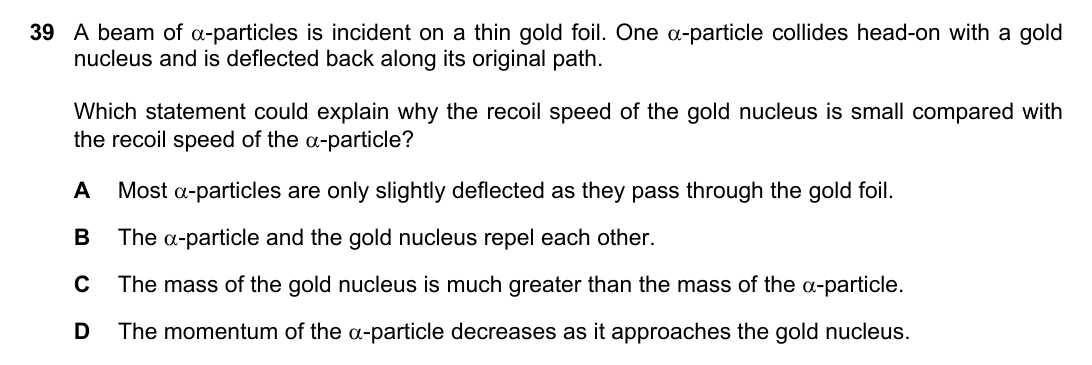 39 A beam of α-particles is incident on a thin gold foil. One α-particle collides head-on with a gold
nucleus and is deflected back along its original path.
Which statement could explain why the recoil speed of the gold nucleus is small compared with
the recoil speed of the α-particle?
A Most α-particles are only slightly deflected as they pass through the gold foil.
B The α-particle and the gold nucleus repel each other.
C The mass of the gold nucleus is much greater than the mass of the α-particle.
D The momentum of the α-particle decreases as it approaches the gold nucleus.